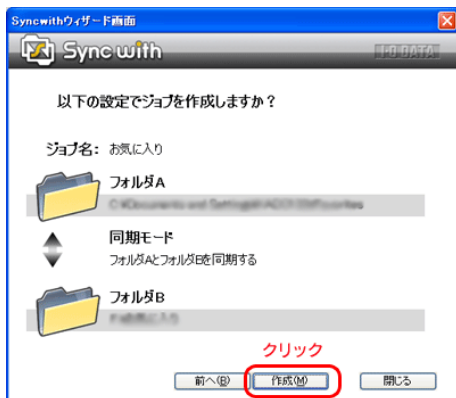 Syncwithウィザード画面
Sync with
I-O DATA
以下の設定でジョブを作成しますか？
ジョブ名： お気に入り
フォルダA
同期モード
フォルダAとフォルダBを同期する
フォルダB
クリック
前へ(B) 作成(M) 閉じる